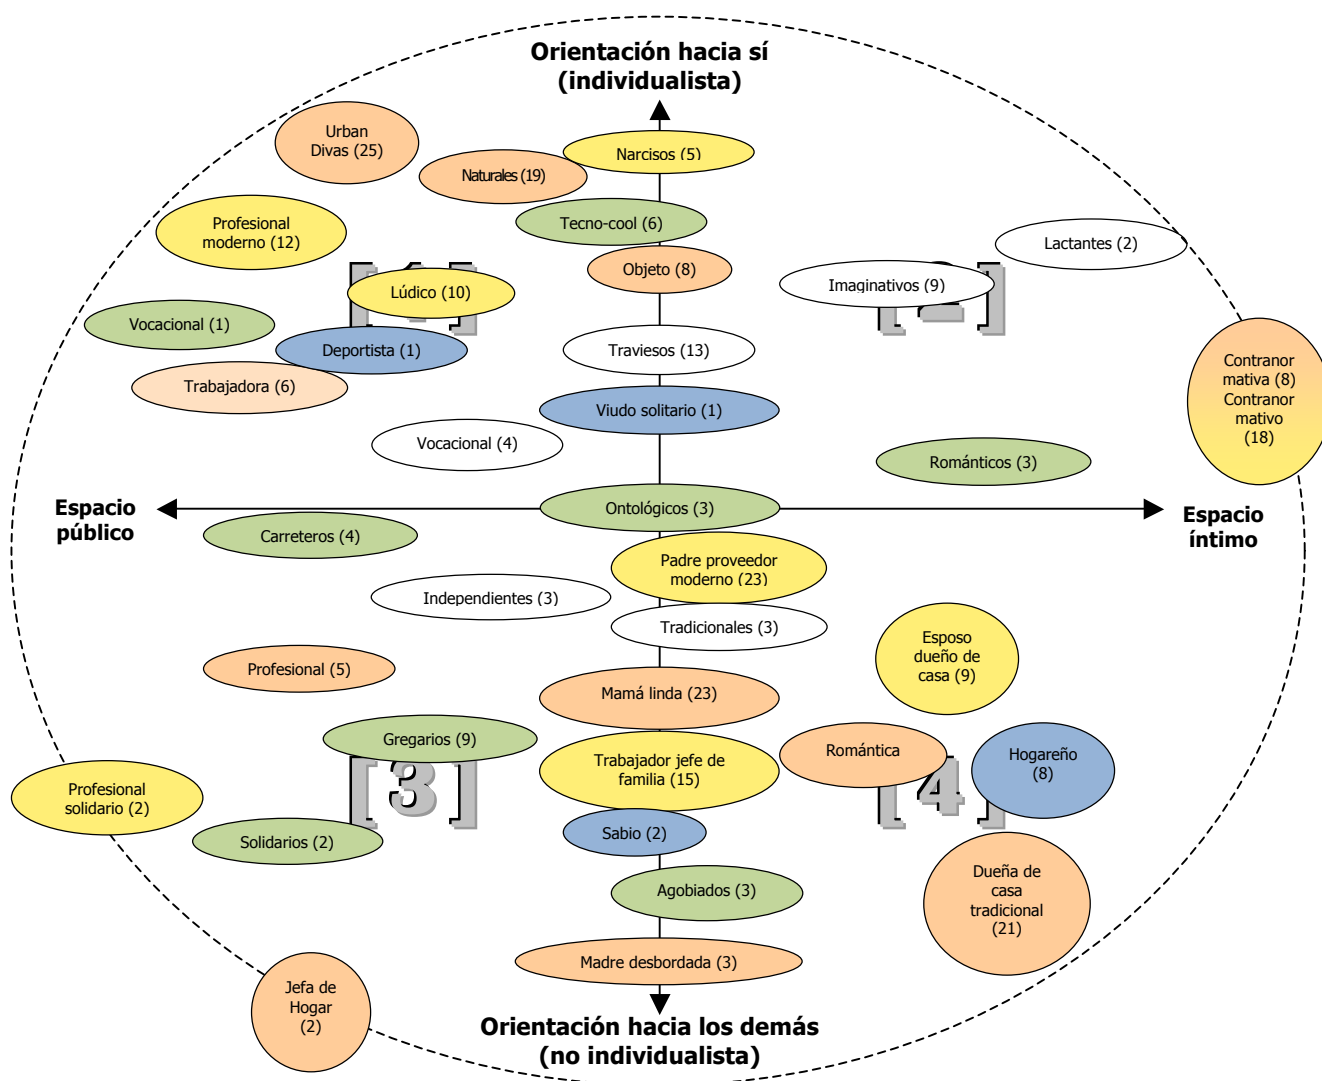 Orientación hacia sí
(individualista)
Urban
Divas (25)
Narcisos (5)
Naturales (19)
Tecno-cool (6)
Profesional
moderno (12)
Lactantes (2)
Objeto (8)
Imaginativos (9)
[2]
Lúdico (10)
[ ]
Vocacional (1)
Deportista (1)
Traviesos (13)
Trabajadora (6)
Contranor
mativa (8)
Contranor
mativo
(18)
Viudo solitario (1)
Vocacional (4)
Románticos (3)
Espacio
público
Ontológicos (3)
Espacio
íntimo
Carreteros (4)
Padre proveedor
moderno (23)
Independientes (3)
Tradicionales (3)
Esposo
dueño de
casa (9)
Profesional (5)
Mamá linda (23)
Gregarios (9)
Trabajador jefe de
familia (15)
Romántica
Hogareño
(8)
[3]
[4]
Profesional
solidario (2)
Solidarios (2)
Sabio (2)
Agobiados (3)
Dueña de
casa
tradicional
(21)
Madre desbordada (3)
Jefa de
Hogar
(2)
Orientación hacia los demás
(no individualista)